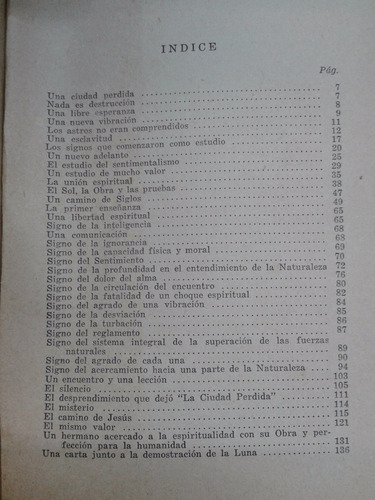 INDICE
Pág.
Una ciudad perdida 7
Nada es destrucción 7
Una libre esperanza 8
Una nueva vibración 9
Los astros no eran comprendidos 11
Una esclavitud 12
Los signos que comenzaron como estudio 17
Un nuevo adelanto 20
El estudio del sentimentalismo 25
Un estudio de mucho valor 29
La unión espiritual 35
El Sol, la Obra y las pruebas 38
Un camino de Siglos 47
La primer enseñanza 49
Una libertad espiritual 65
Signo de la inteligencia 65
Una comunicación 68
Signo de la ignorancia 68
Signo de la capacidad física y moral 69
Signo del Sentimiento 70
Signo de la profundidad en el entendimiento de la Naturaleza 72
Signo del dolor del alma 76
Signo de la circulación del encuentro 80
Signo de la fatalidad de un choque espiritual 82
Signo del agrado de una vibración 84
Signo de la desviación 85
Signo de la turbación 86
Signo del reglamento 87
Signo del sistema integral de la superación de las fuerzas
naturales 89
Signo del agrado de cada una 90
Signo del acercamiento hacia una parte de la Naturaleza 94
Un encuentro y una lección 103
El silencio 105
El desprendimiento que dejó "La Ciudad Perdida" 111
El misterio 114
El camino de Jesús 115
El mismo valor 121
Un hermano acercado a la espiritualidad con su Obra y per-
fección para la humanidad 131
Una carta junto a la demostración de la Luna 136